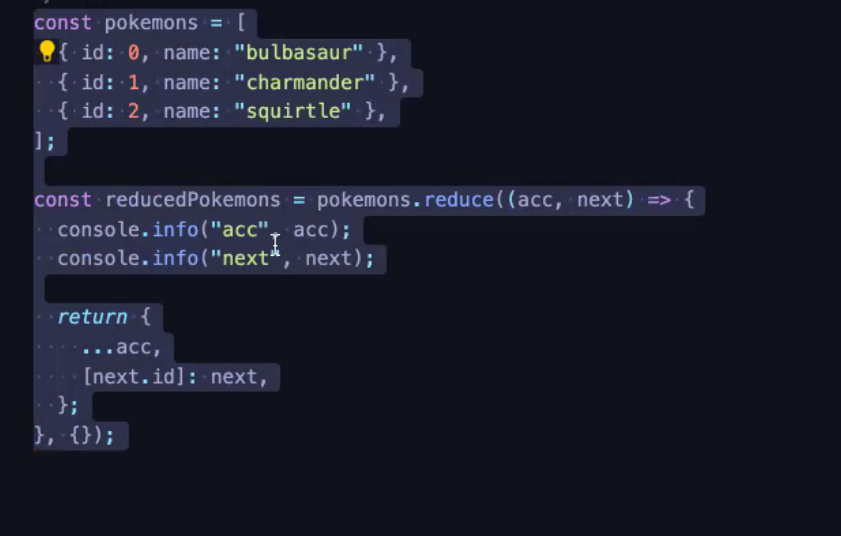 const pokemons = [
{ id: 0, name: "bulbasaur" },
{ id: 1, name: "charmander" },
{ id: 2, name: "squirtle" },
];
const reducedPokemons = pokemons.reduce((acc, next) => {
console.info("acc", acc);
console.info("next", next);
return {
...acc,
[next.id]: next,
};
}, {});